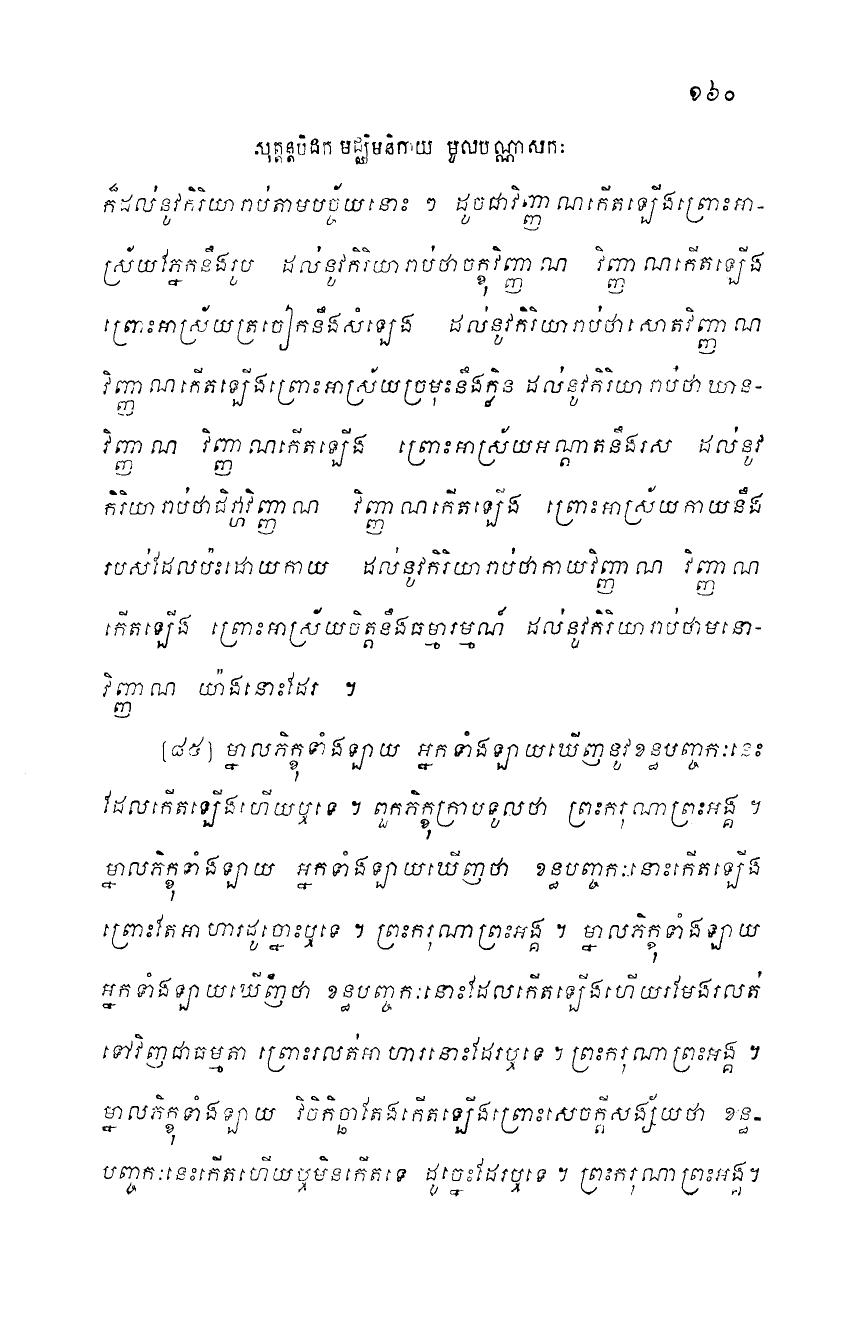 ១៦០
សុត្តន្តបិដក មជ្ឈិមនិកាយ មូលបណ្ណាសកៈ
ក៏ដល់នូវកិរិយារាប់តាមបច្ច័យនោះ ៗ ដូចជាវិញ្ញាណកើតឡើងព្រោះអា-
ស្រ័យភ្នែកនឹងរូប ដល់នូវកិរិយារាប់ថាចក្ខុវិញ្ញាណ វិញ្ញាណកើតឡើង
ព្រោះអាស្រ័យត្រចៀកនឹងសំឡេង ដល់នូវកិរិយារាប់ថាសោតវិញ្ញាណ
វិញ្ញាណកើតឡើងព្រោះអាស្រ័យច្រមុះនឹងក្លិន ដល់នូវកិរិយារាប់ថាឃាន-
វិញ្ញាណ វិញ្ញាណកើតឡើង ព្រោះអាស្រ័យអណ្តាតនឹងរស ដល់នូវ
កិរិយារាប់ថាជិវ្ហាវិញ្ញាណ វិញ្ញាណកើតឡើង ព្រោះអាស្រ័យកាយនឹង
របស់ដែលប៉ះដោយកាយ ដល់នូវកិរិយារាប់ថាកាយវិញ្ញាណ វិញ្ញាណ
កើតឡើង ព្រោះអាស្រ័យចិត្តនឹងធម្មារម្មណ៍ ដល់នូវកិរិយារាប់ថាមនោ-
វិញ្ញាណ យ៉ាងនោះដែរ ។
[៨៥] ម្នាលភិក្ខុទាំងឡាយ អ្នកទាំងឡាយឃើញនូវខន្ធបញ្ចកៈនេះ
ដែលកើតឡើងហើយឬទេ ។ ពួកភិក្ខុក្រាបទូលថា ព្រះករុណាព្រះអង្គ ។
ម្នាលភិក្ខុទាំងឡាយ អ្នកទាំងឡាយឃើញថា ខន្ធបញ្ចកៈនោះកើតឡើង
ព្រោះតែអាហារដូច្នោះឬទេ ។ ព្រះករុណាព្រះអង្គ ។ ម្នាលភិក្ខុទាំងឡាយ
អ្នកទាំងឡាយឃើញថា ខន្ធបញ្ចកៈនោះដែលកើតឡើងហើយរមែងរលត់
ទៅវិញជាធម្មតា ព្រោះរលត់អាហារនោះដែរឬទេ ។ ព្រះករុណាព្រះអង្គ ។
ម្នាលភិក្ខុទាំងឡាយ វិចិកិច្ឆាតែងកើតឡើងព្រោះសេចក្តីសង្ស័យថា ខន្ធ-
បញ្ចកៈនេះកើតហើយឬមិនកើតទេ ដូច្នេះដែរឬទេ ។ ព្រះករុណាព្រះអង្គ។